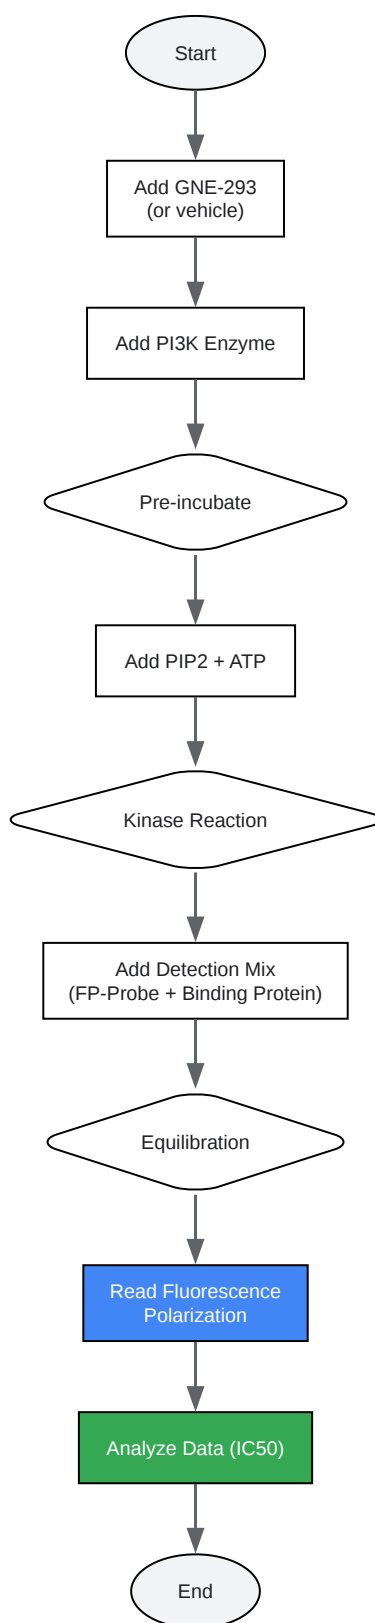 Start
Add GNE-293
(or vehicle)
Add PI3K Enzyme
Pre-incubate
Add PIP2 + ATP
Kinase Reaction
Add Detection Mix
(FP-Probe + Binding Protein)
Equilibration
Read Fluorescence
Polarization
Analyze Data (IC50)
End